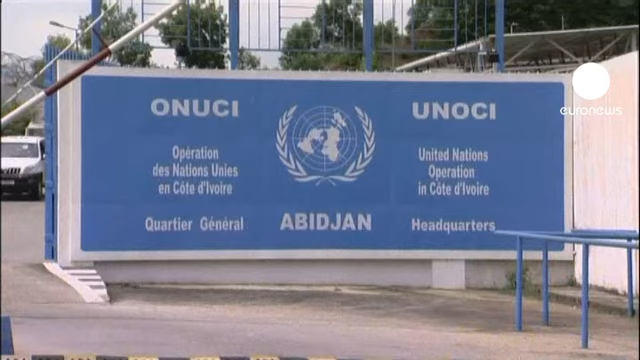 ONUCI
Opération
des Nations Unies
en Côte d'Ivoire
Quartier Général
ABIDJAN
UNOCI
United Nations
Operation
in Côte d'Ivoire
Headquarters
euronews